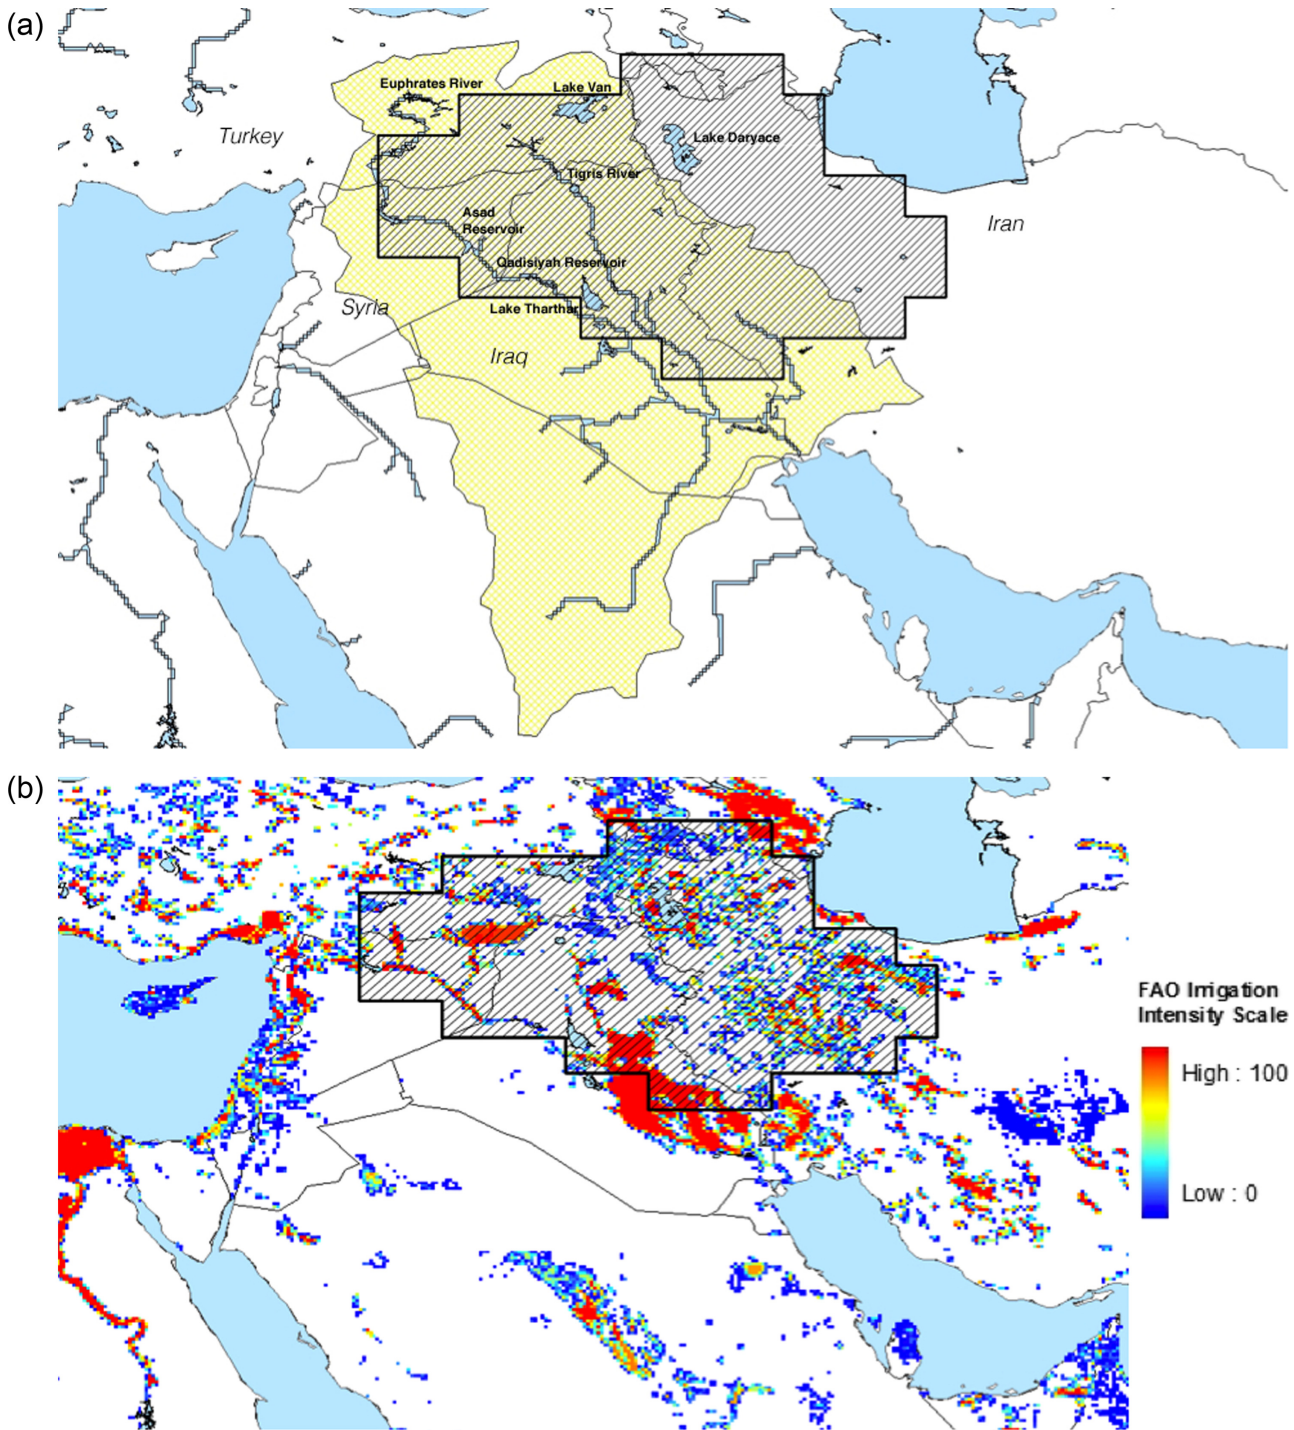 (a)
Euphrates River
Lake Van
Turkey
Lake Daryace
Tigris River
Iran
Asad
Reservoir
Qadisiyah Reservoir
Syria
Lake Tharthar
Iraq
(b)
FAO Irrigation
Intensity Scale
High : 100
Low : 0